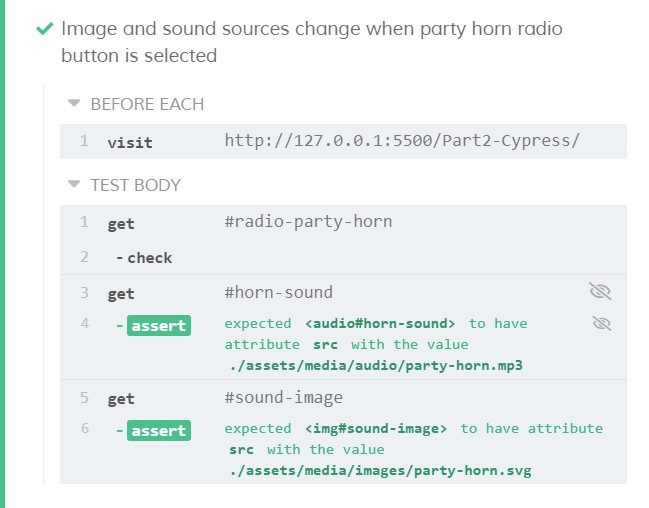 Image and sound sources change when party horn radio
button is selected
BEFORE EACH
1 visit http://127.0.0.1:5500/Part2-Cypress/
TEST BODY
1 get #radio-party-horn
2 - check
3 get #horn-sound
4 - assert expected <audio#horn-sound> to have
attribute src with the value
./assets/media/audio/party-horn.mp3
5 get #sound-image
6 - assert expected <img#sound-image> to have attribute
src with the value
./assets/media/images/party-horn.svg